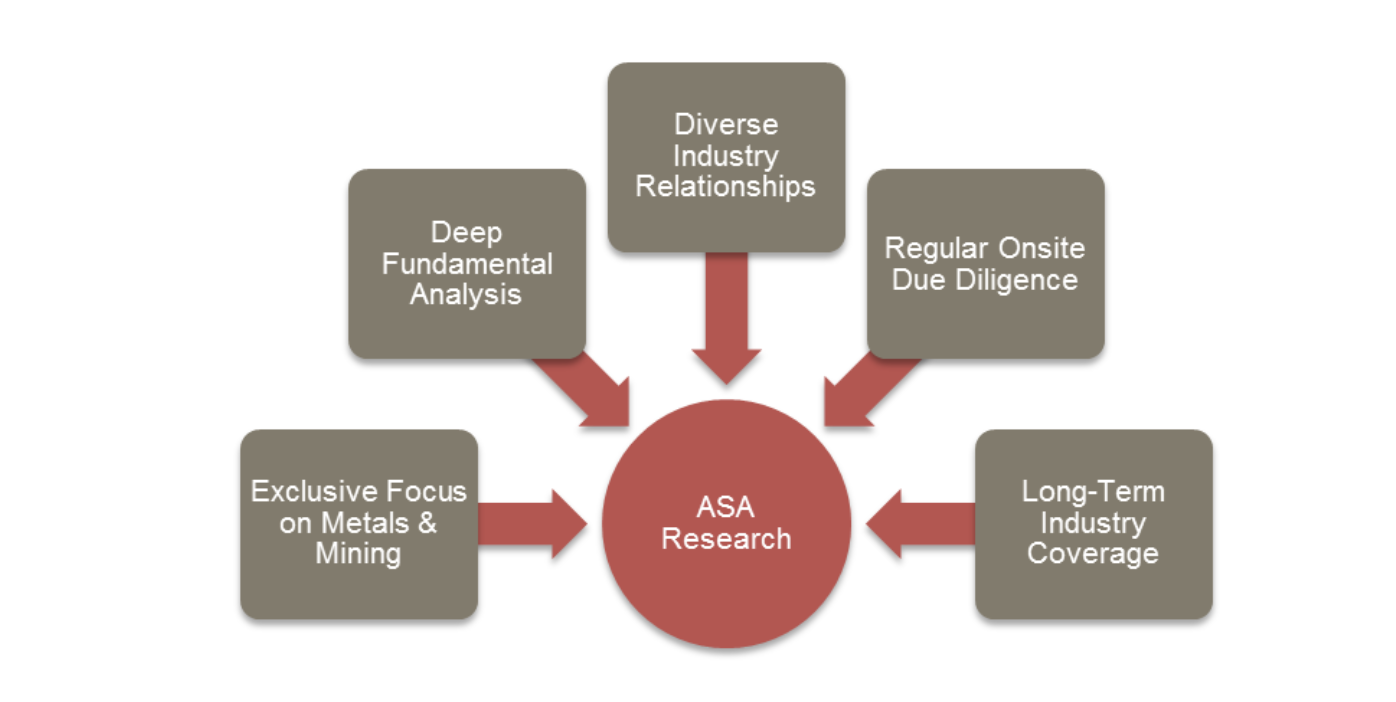 Diverse
Industry
Relationships
Deep
Fundamental
Analysis
Regular Onsite
Due Diligence
Exclusive Focus
on Metals &
Mining
ASA
Research
Long-Term
Industry
Coverage